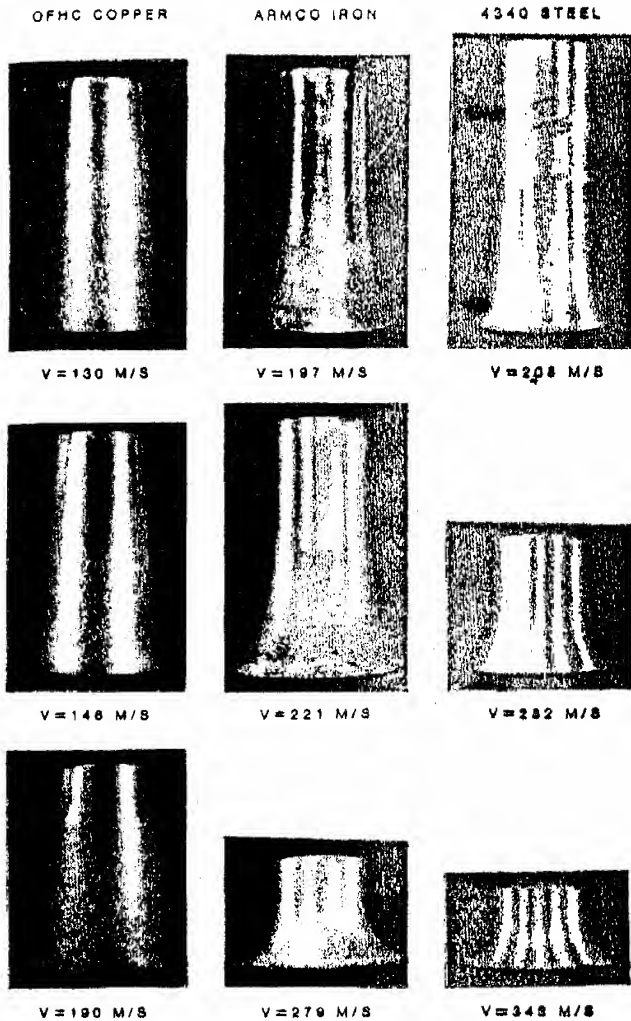 OFHC COPPER ARMCO IRON 4340 STEEL
V=130 M/S V=197 M/S V=208 M/S
V=146 M/S V=221 M/S V=282 M/S
V=190 M/S V=279 M/S V=343 M/S